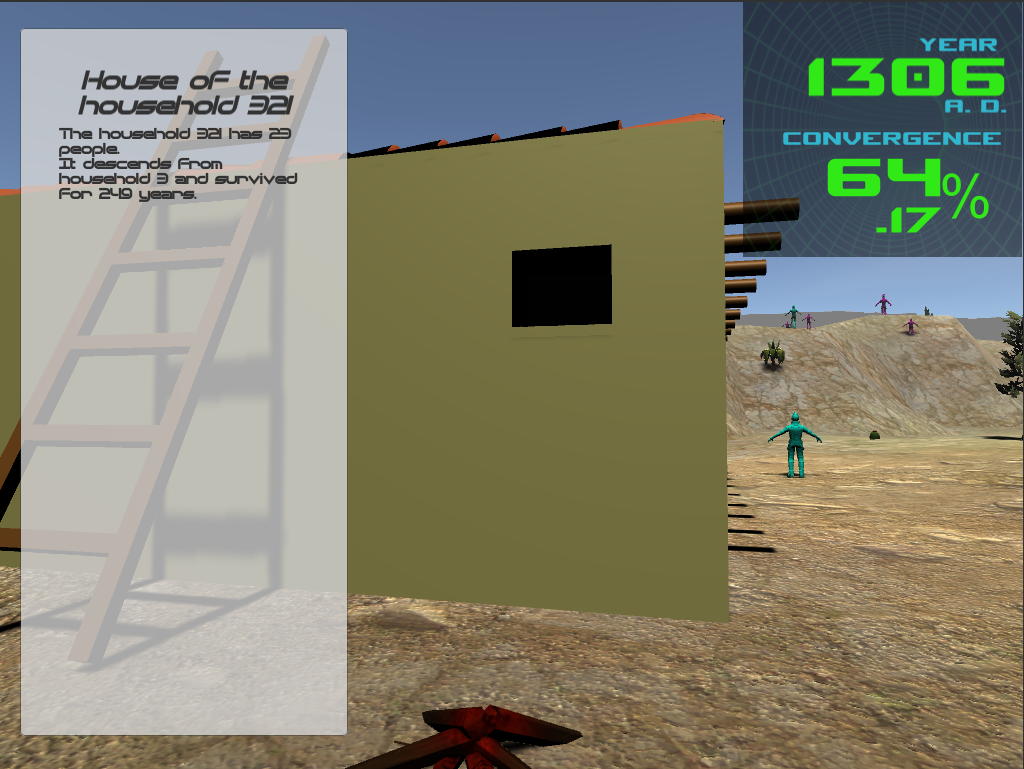 House of the
household 321
The household 321 has 23
people.
It descends from
household 3 and survived
for 249 years.
YEAR
1306
A. D.
CONVERGENCE
64%
.17